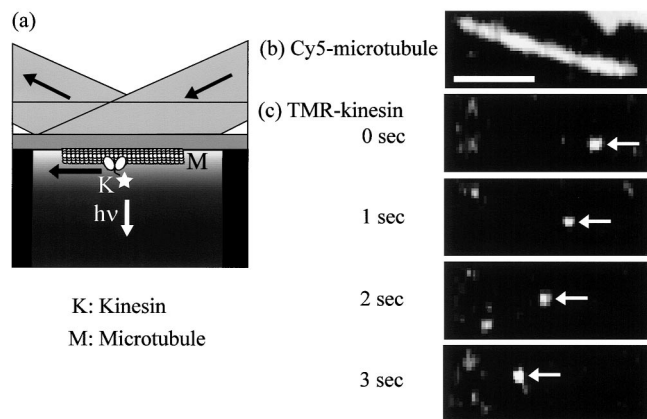 (a)
M
K
hν
K: Kinesin
M: Microtubule
(b) Cy5-microtubule
(c) TMR-kinesin
0 sec
1 sec
2 sec
3 sec